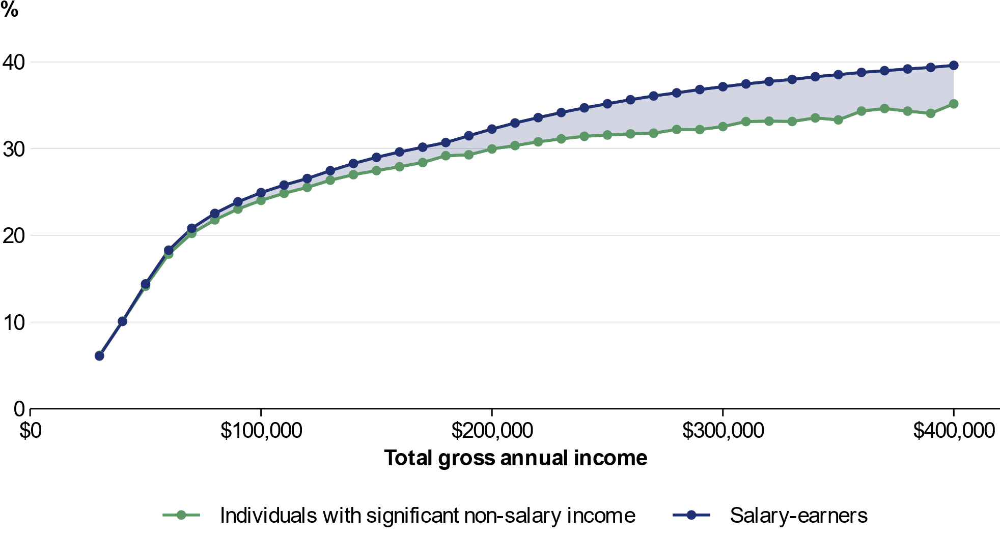 %
40
30
20
10
0
$0 $100,000 $200,000 $300,000 $400,000
Total gross annual income
Individuals with significant non-salary income Salary-earners